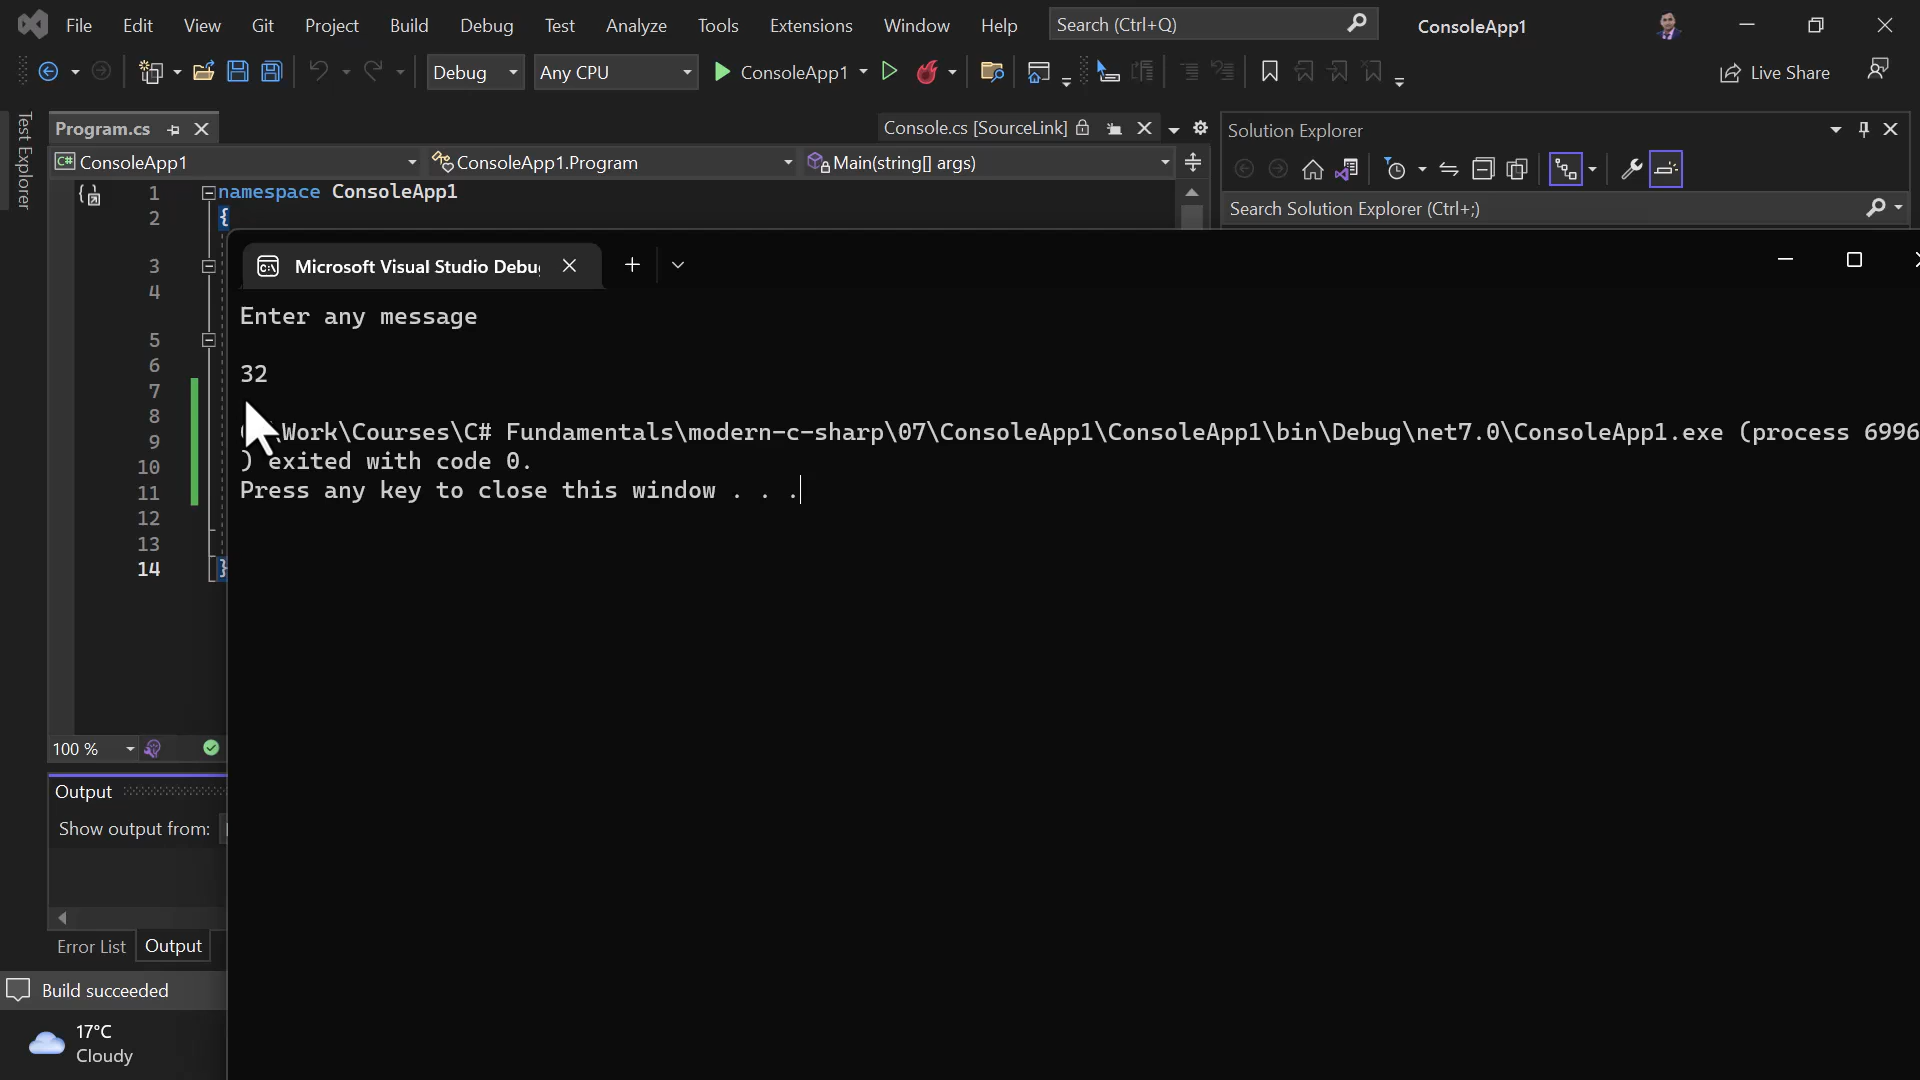 File Edit View Git Project Build Debug Test Analyze Tools Extensions Window Help Search (Ctrl+Q) ConsoleApp1
Debug Any CPU ConsoleApp1 Live Share
Test Explorer
Program.cs Console.cs [SourceLink] Solution Explorer
C# ConsoleApp1 ConsoleApp1.Program Main(string[] args)
Search Solution Explorer (Ctrl+;)
1 namespace ConsoleApp1
2 {
3
4
5
6
7
8
9
10
11
12
13
14 }
Microsoft Visual Studio Debu
Enter any message
32
\Work\Courses\C# Fundamentals\modern-c-sharp\07\ConsoleApp1\ConsoleApp1\bin\Debug\net7.0\ConsoleApp1.exe (process 6996
) exited with code 0.
Press any key to close this window . . .
100 %
Output
Show output from:
Error List Output
Build succeeded
17°C
Cloudy